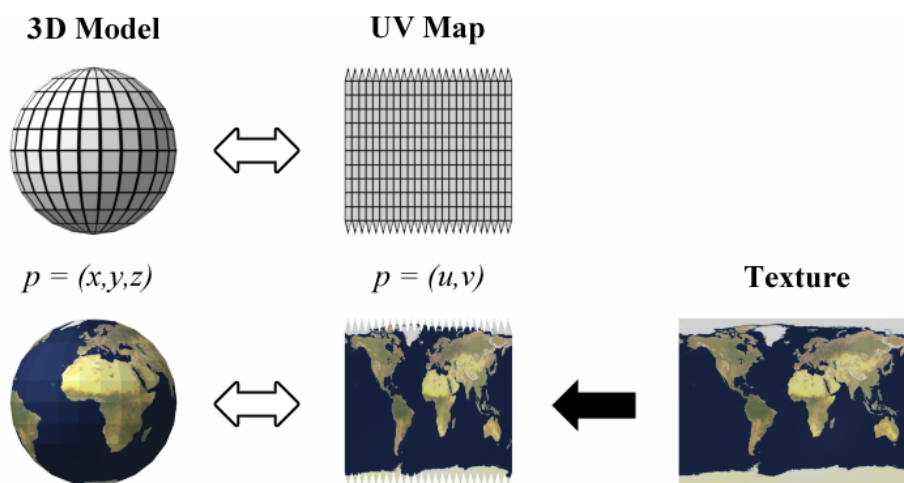 3D Model
UV Map
p = (x,y,z)
p = (u,v)
Texture